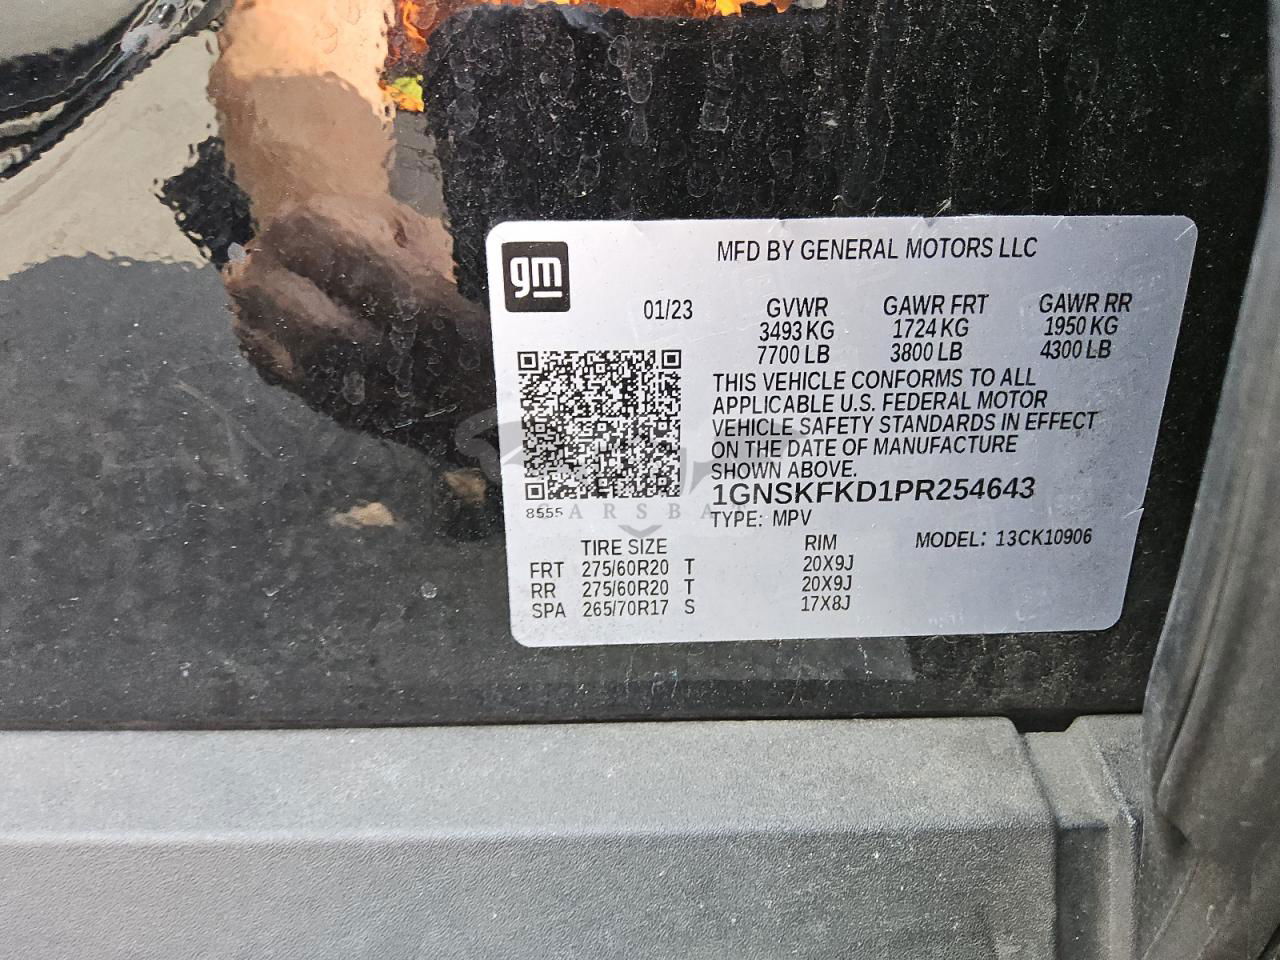 gm
MFD BY GENERAL MOTORS LLC
01/23 GVWR GAWR FRT GAWR RR
3493 KG 1724 KG 1950 KG
7700 LB 3800 LB 4300 LB
THIS VEHICLE CONFORMS TO ALL
APPLICABLE U.S. FEDERAL MOTOR
VEHICLE SAFETY STANDARDS IN EFFECT
ON THE DATE OF MANUFACTURE
SHOWN ABOVE.
1GNSKFKD1PR254643
8555
TYPE: MPV
MODEL: 13CK10906
TIRE SIZE RIM
FRT 275/60R20 T 20X9J
RR 275/60R20 T 20X9J
SPA 265/70R17 S 17X8J